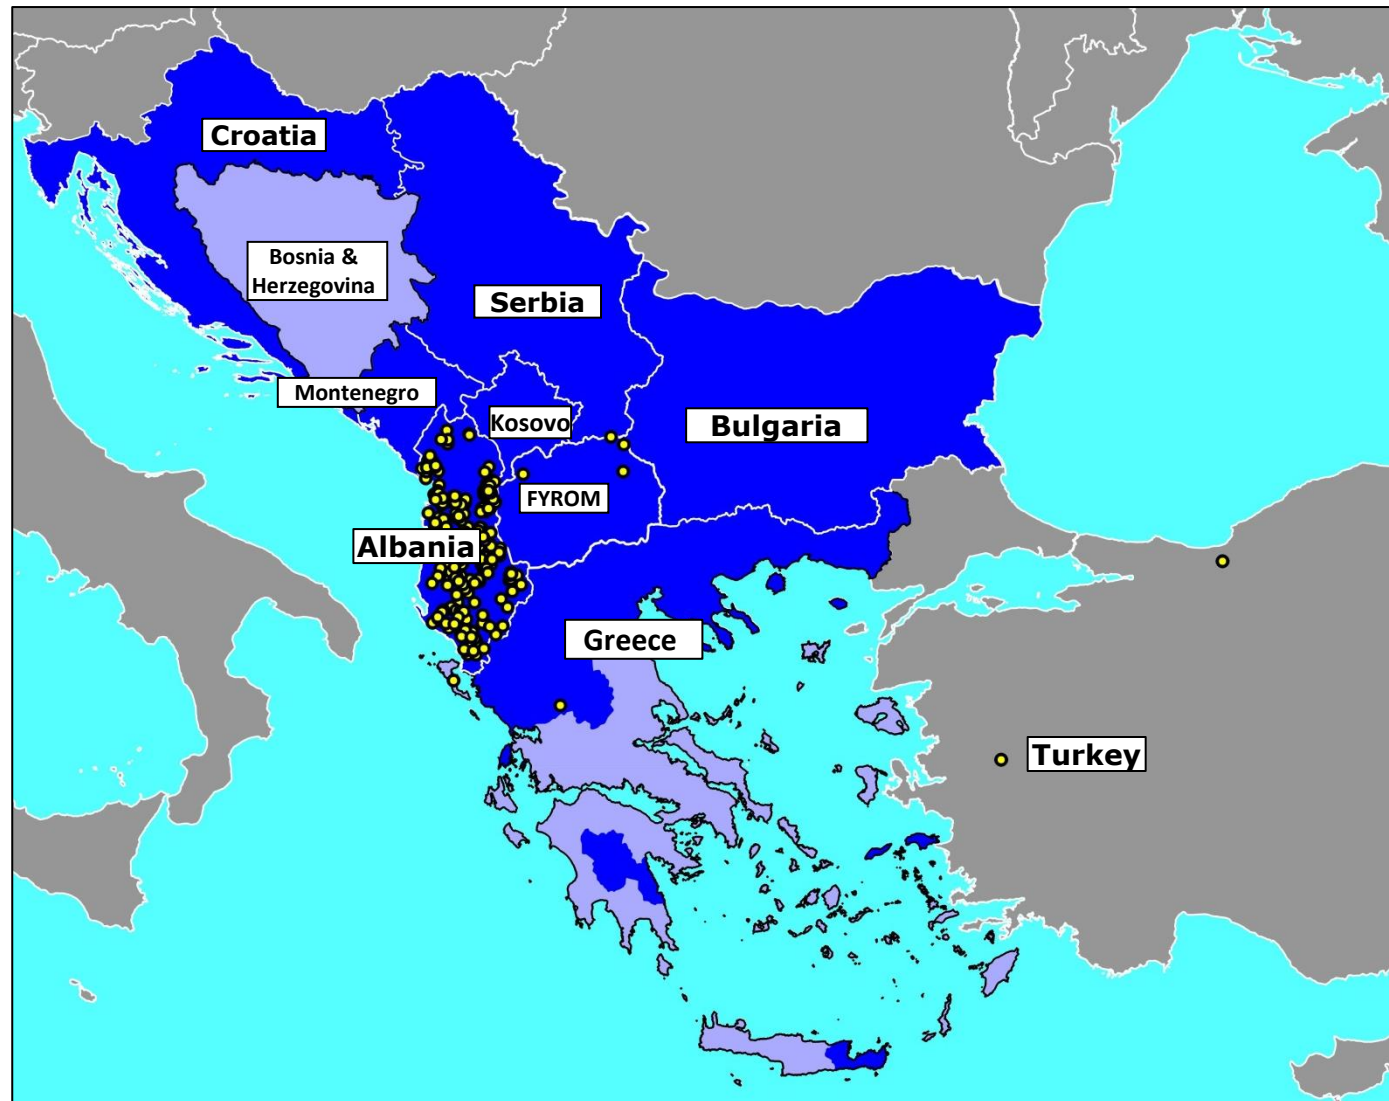 Croatia
Bosnia &
Herzegovina
Serbia
Montenegro
Kosovo
Bulgaria
FYROM
Albania
Greece
Turkey